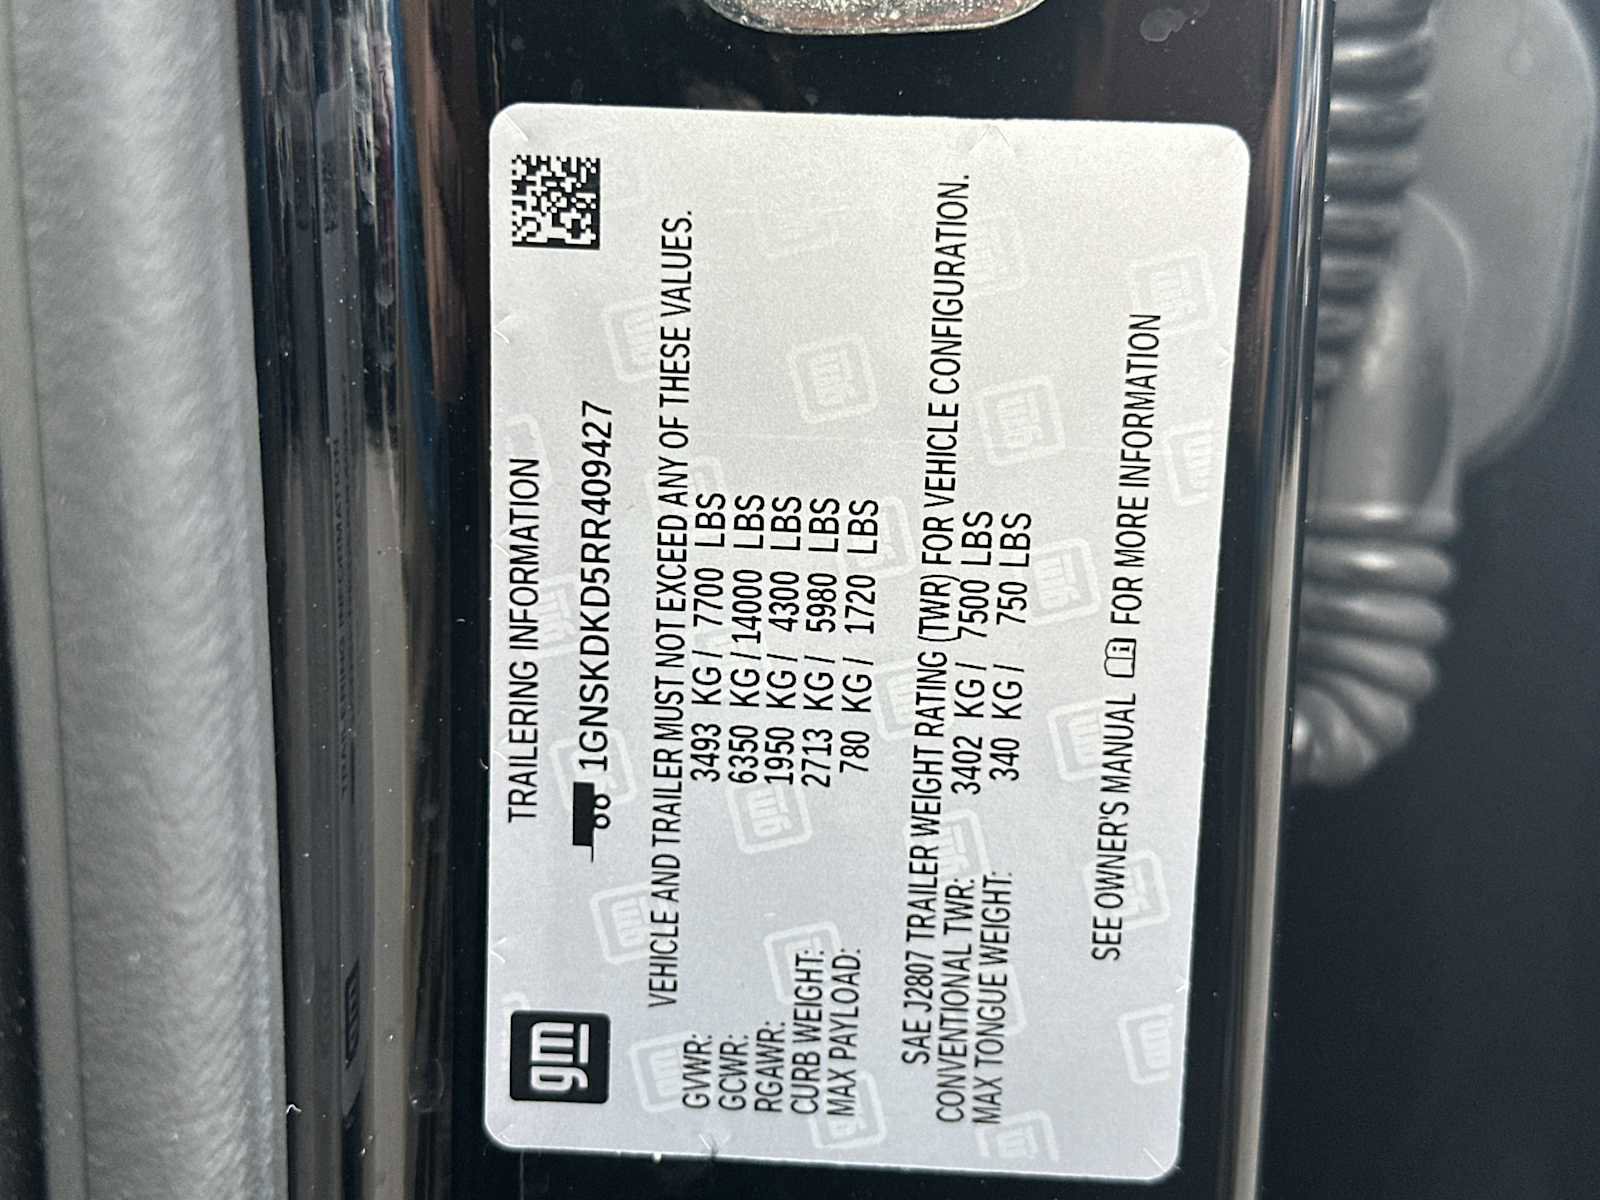 gm
TRAILERING INFORMATION
1GNSKDKD5RR409427
VEHICLE AND TRAILER MUST NOT EXCEED ANY OF THESE VALUES.
GVWR: 3493 KG / 7700 LBS
GCWR: 6350 KG / 14000 LBS
RGAWR: 1950 KG / 4300 LBS
CURB WEIGHT: 2713 KG / 5980 LBS
MAX PAYLOAD: 780 KG / 1720 LBS
SAE J2807 TRAILER WEIGHT RATING (TWR) FOR VEHICLE CONFIGURATION.
CONVENTIONAL TWR: 3402 KG / 7500 LBS
MAX TONGUE WEIGHT: 340 KG / 750 LBS
SEE OWNER'S MANUAL i FOR MORE INFORMATION